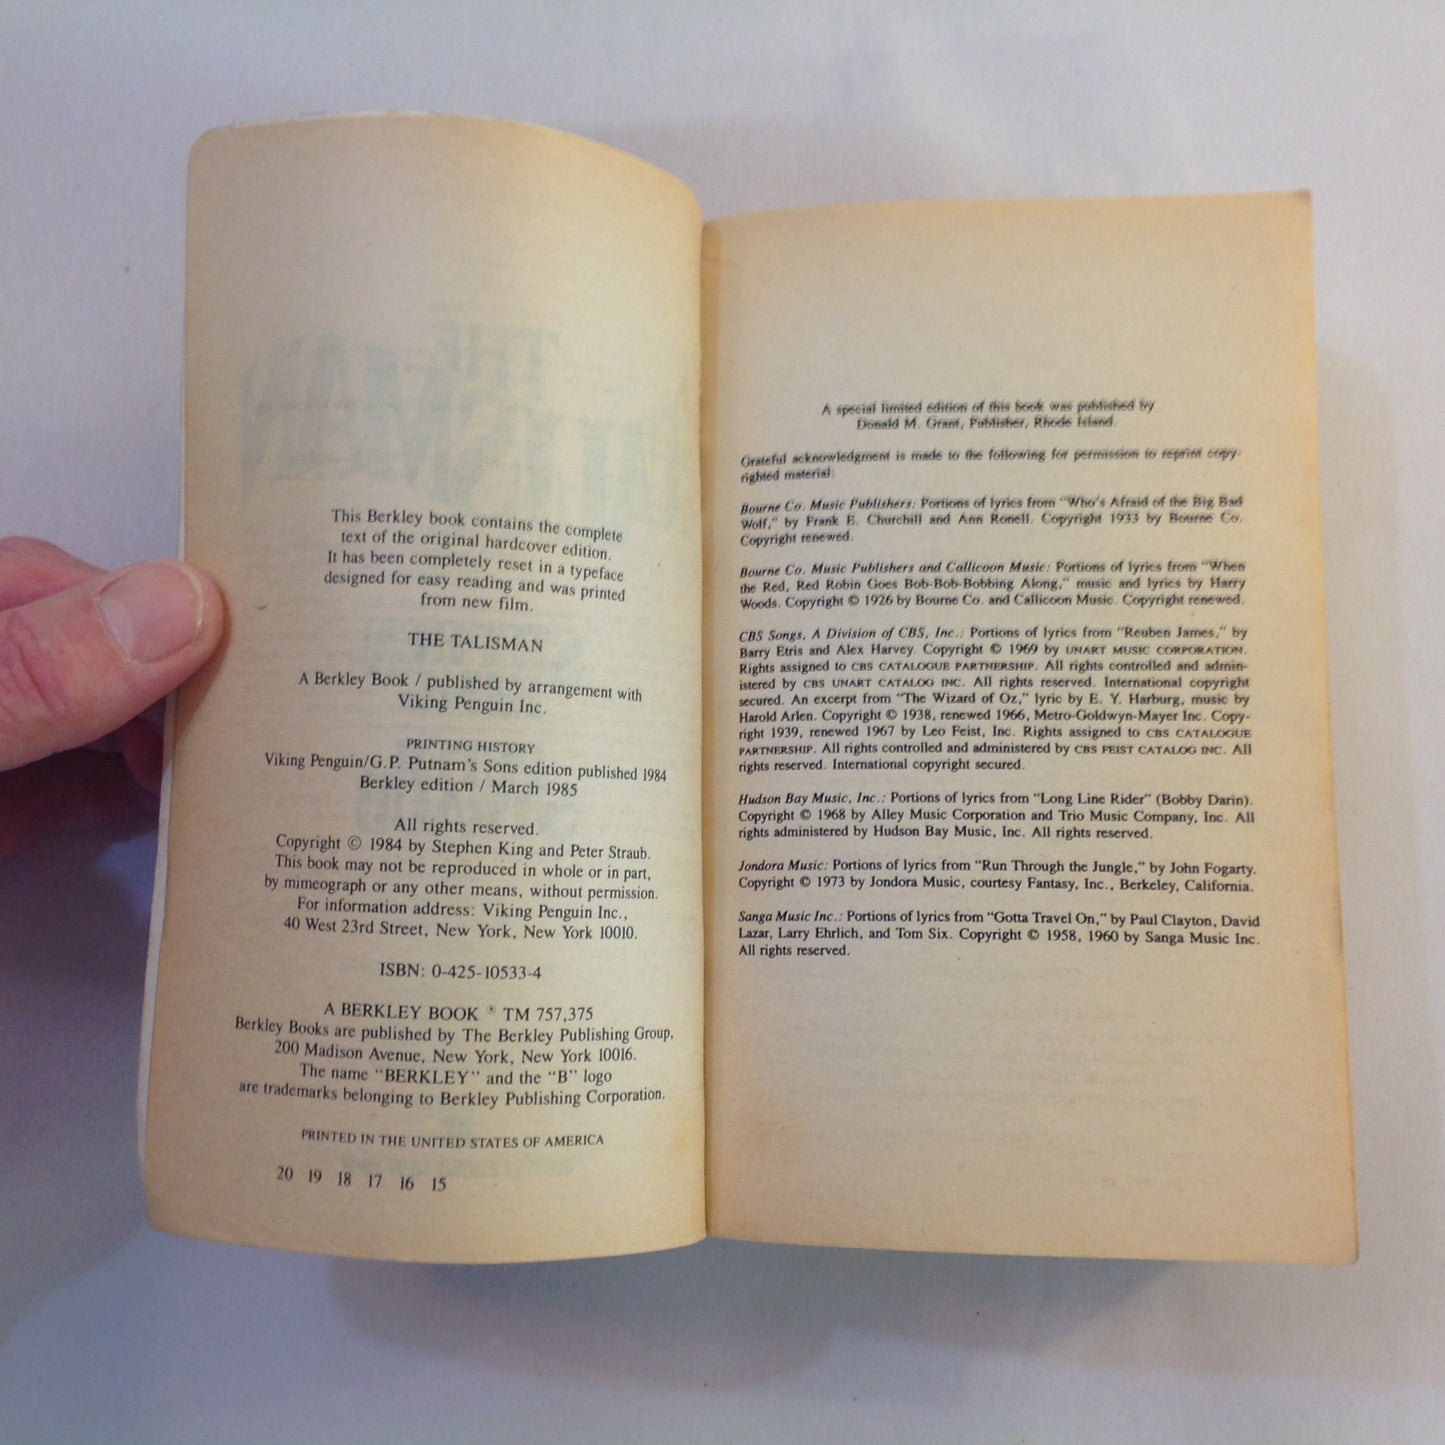 This Berkley book contains the complete
text of the original hardcover edition.
It has been completely reset in a typeface
designed for easy reading and was printed
from new film.
THE TALISMAN
A Berkley Book / published by arrangement with
Viking Penguin Inc.
PRINTING HISTORY
Viking Penguin/G.P. Putnam's Sons edition published 1984
Berkley edition / March 1985
All rights reserved.
Copyright © 1984 by Stephen King and Peter Straub.
This book may not be reproduced in whole or in part,
by mimeograph or any other means, without permission.
For information address: Viking Penguin Inc.,
40 West 23rd Street, New York, New York 10010.
ISBN: 0-425-10533-4
A BERKLEY BOOK ® TM 757,375
Berkley Books are published by The Berkley Publishing Group,
200 Madison Avenue, New York, New York 10016.
The name "BERKLEY" and the "B" logo
are trademarks belonging to Berkley Publishing Corporation.
PRINTED IN THE UNITED STATES OF AMERICA
20 19 18 17 16 15
A special limited edition of this book was published by
Donald M. Grant, Publisher, Rhode Island.
Grateful acknowledgment is made to the following for permission to reprint copy-
righted material:
Bourne Co. Music Publishers: Portions of lyrics from "Who's Afraid of the Big Bad
Wolf," by Frank E. Churchill and Ann Ronell. Copyright 1933 by Bourne Co.
Copyright renewed.
Bourne Co. Music Publishers and Callicoon Music: Portions of lyrics from "When
the Red, Red Robin Goes Bob-Bob-Bobbing Along," music and lyrics by Harry
Woods. Copyright © 1926 by Bourne Co. and Callicoon Music. Copyright renewed.
CBS Songs, A Division of CBS, Inc.: Portions of lyrics from "Reuben James," by
Barry Etris and Alex Harvey. Copyright © 1969 by UNART MUSIC CORPORATION.
Rights assigned to CBS CATALOGUE PARTNERSHIP. All rights controlled and admin-
istered by CBS UNART CATALOG INC. All rights reserved. International copyright
secured. An excerpt from "The Wizard of Oz," lyric by E. Y. Harburg, music by
Harold Arlen. Copyright © 1938, renewed 1966, Metro-Goldwyn-Mayer Inc. Copy-
right 1939, renewed 1967 by Leo Feist, Inc. Rights assigned to CBS CATALOGUE
PARTNERSHIP. All rights controlled and administered by CBS FEIST CATALOG INC. All
rights reserved. International copyright secured.
Hudson Bay Music, Inc.: Portions of lyrics from "Long Line Rider" (Bobby Darin).
Copyright © 1968 by Alley Music Corporation and Trio Music Company, Inc. All
rights administered by Hudson Bay Music, Inc. All rights reserved.
Jondora Music: Portions of lyrics from "Run Through the Jungle," by John Fogarty.
Copyright © 1973 by Jondora Music, courtesy Fantasy, Inc., Berkeley, California.
Sanga Music Inc.: Portions of lyrics from "Gotta Travel On," by Paul Clayton, David
Lazar, Larry Ehrlich, and Tom Six. Copyright © 1958, 1960 by Sanga Music Inc.
All rights reserved.